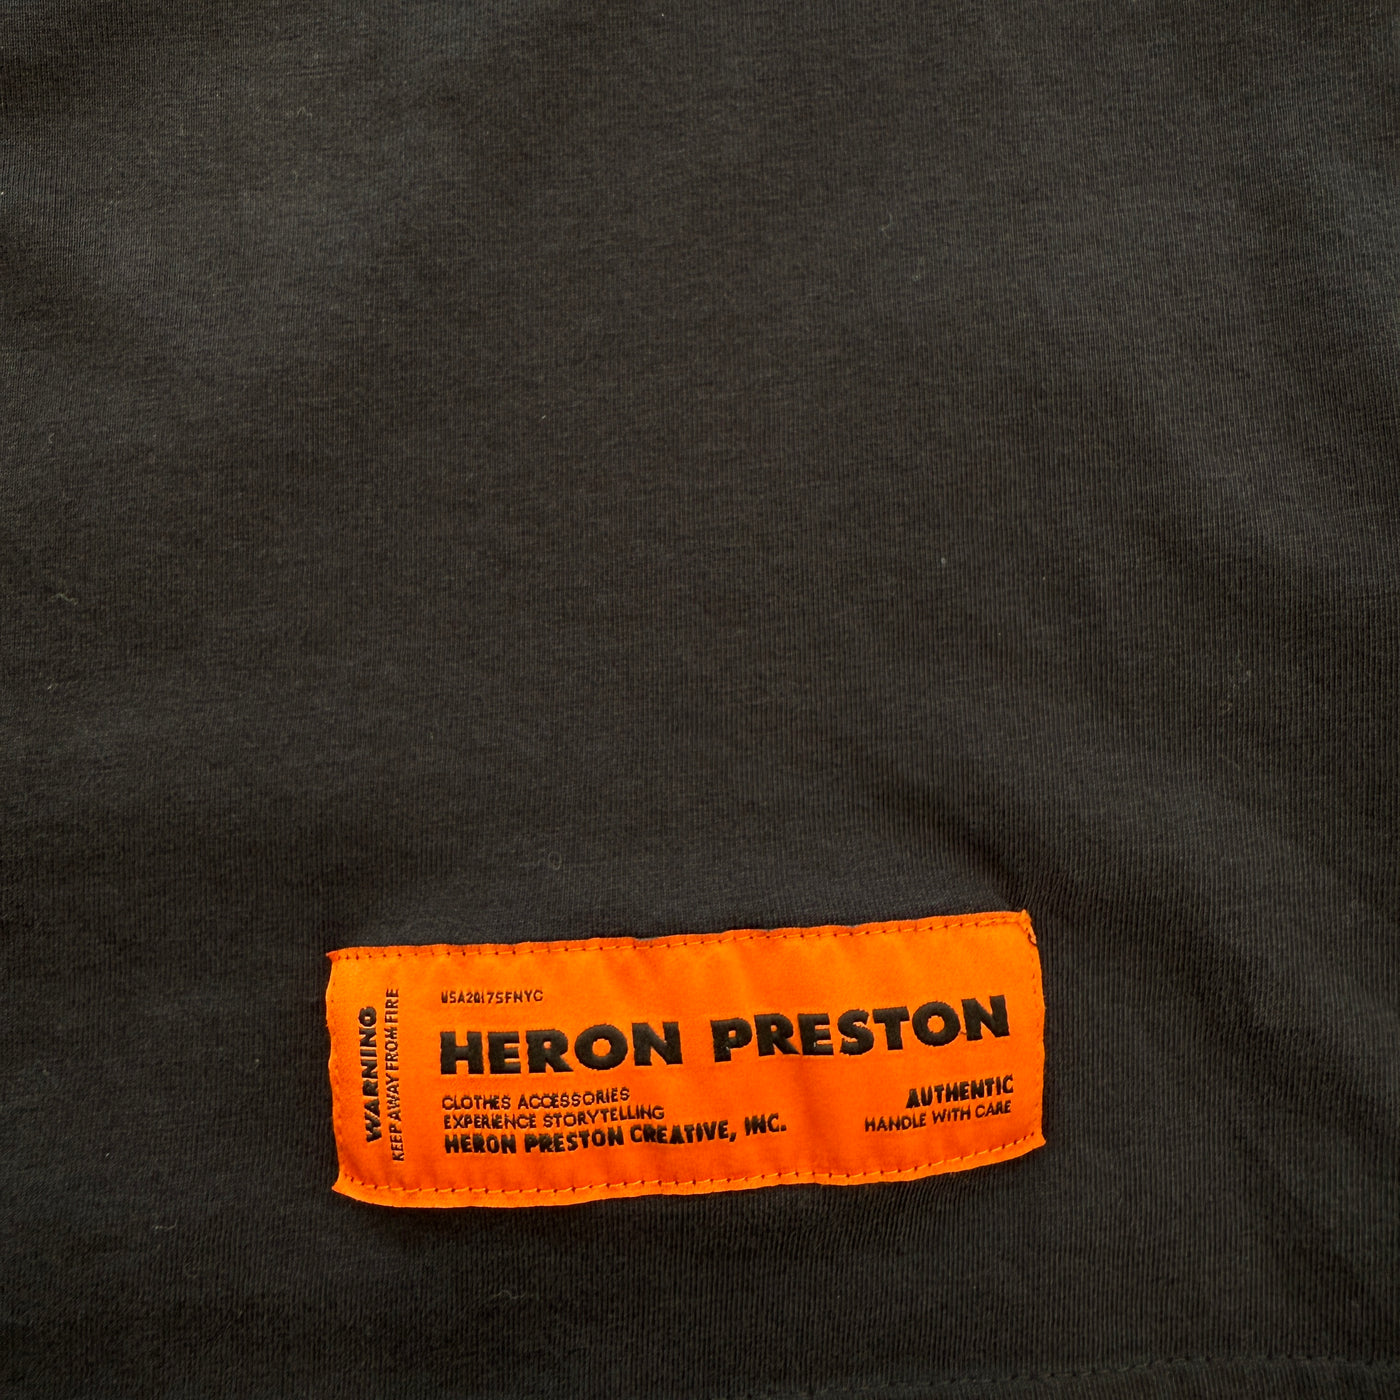 WARNING
KEEP AWAY FROM FIRE
USA2017SFNYC
HERON PRESTON
CLOTHES ACCESSORIES
EXPERIENCE STORYTELLING
HERON PRESTON CREATIVE, INC.
AUTHENTIC
HANDLE WITH CARE